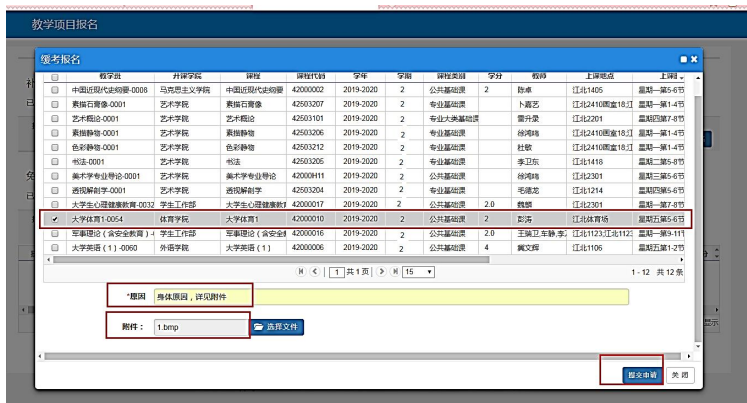 教学项目报名
缓考报名
教学班 开课学院 课程 课程代码 学年 学期 课程类别 学分 教师 上课地点
中国近现代史纲要-0008 马克思主义学院 中国近现代史纲要 42000002 2019-2020 2 公共基础课 2 陈卓 江北1405 星期一第5-6节
素描石膏像-0001 艺术学院 素描石膏像 42503207 2019-2020 2 专业基础课 卜嘉艺 江北2410画室18;江 星期一第1-4节
艺术概论-0001 艺术学院 艺术概论 42503101 2019-2020 2 专业大类基础课 雷升录 江北2201 星期四第7-8节
素描静物-0001 艺术学院 素描静物 42503206 2019-2020 2 专业基础课 徐鸿鸣 江北2410画室18;江 星期一第1-4节
色彩静物-0001 艺术学院 色彩静物 42503212 2019-2020 2 专业基础课 杜敏 江北2410画室18;江 星期一第1-4节
书法-0001 艺术学院 书法 42503205 2019-2020 2 专业基础课 李卫东 江北1418 星期二第5-8节
美术学专业导论-0001 艺术学院 美术学专业导论 42000H11 2019-2020 2 公共基础课 徐鸿鸣 江北2301 星期二第5-6节
透视解剖学-0001 艺术学院 透视解剖学 42503204 2019-2020 2 专业基础课 毛德龙 江北1214 星期四第5-6节
大学生心理健康教育-0032 学生工作部 大学生心理健康教育 42000017 2019-2020 2 公共基础课 2.0 魏麟 江北2301 星期一第7-8节
大学体育1-0054 体育学院 大学体育1 42000010 2019-2020 2 公共基础课 2 彭涛 江北体育场 星期五第5-6节
军事理论（含安全教育）- 学生工作部 军事理论（含安全教 42000016 2019-2020 2 公共基础课 2.0 王瑞卫,车静,李 江北1123;江北1123 星期一第9-11节
大学英语（1）-0060 外语学院 大学英语（1） 42000006 2019-2020 2 公共基础课 4 冀文辉 江北1106 星期五第1-2节
1 共1页 15 1 - 12 共 12 条
*原因 身体原因，详见附件
附件： 1.bmp 选择文件
提交申请 关闭